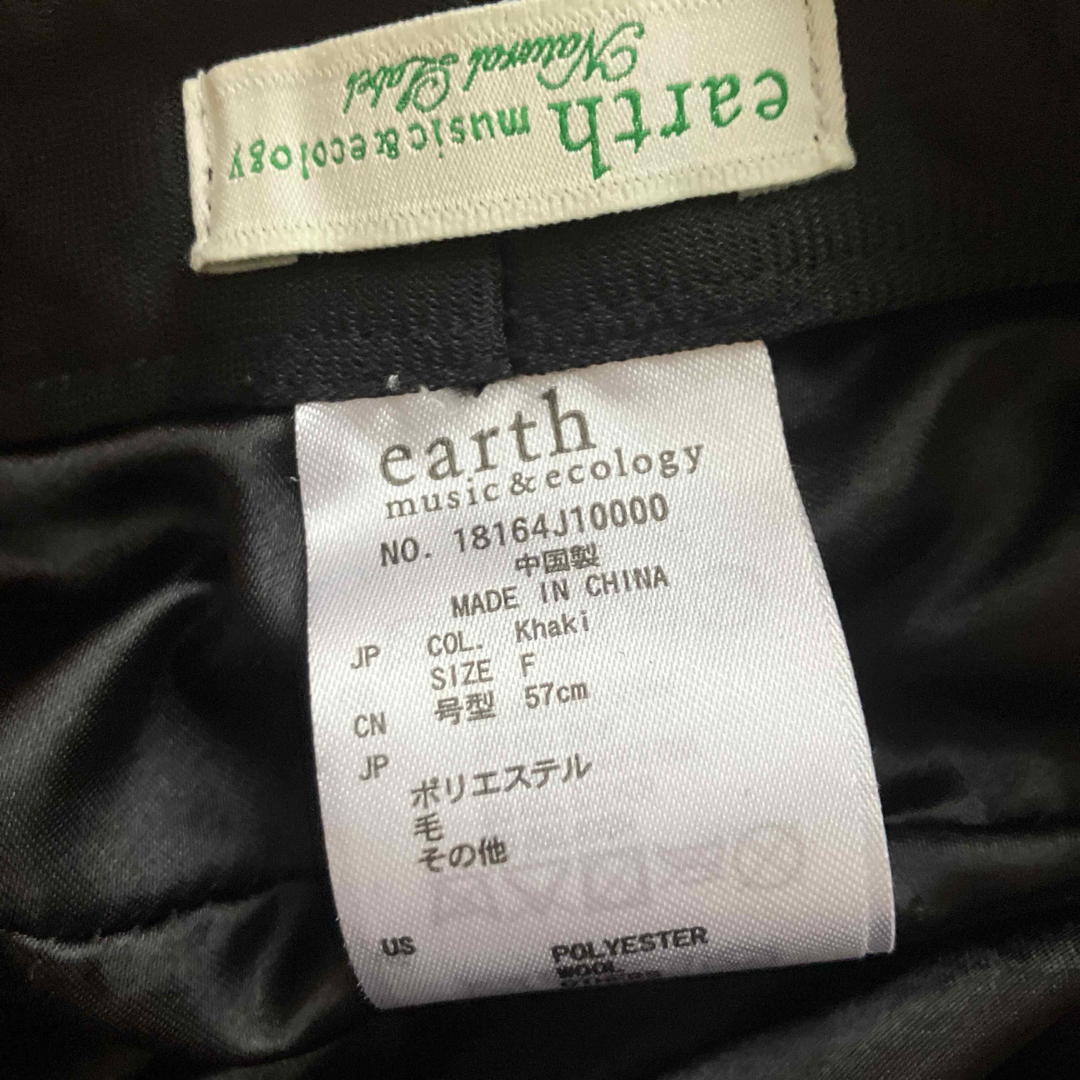 earth music&ecology
Natural Label
earth
music&ecology
NO. 18164J10000
中国製
MADE IN CHINA
JP COL. Khaki
SIZE F
CN 号型 57cm
JP
ポリエステル
毛
その他
US POLYESTER
WOOL